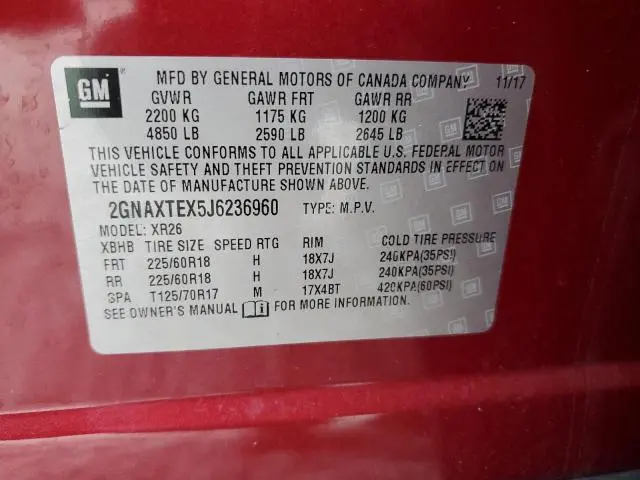 GM
MFD BY GENERAL MOTORS OF CANADA COMPANY 11/17
GVWR GAWR FRT GAWR RR
2200 KG 1175 KG 1200 KG
4850 LB 2590 LB 2645 LB
THIS VEHICLE CONFORMS TO ALL APPLICABLE U.S. FEDERAL MOTOR
VEHICLE SAFETY AND THEFT PREVENTION STANDARDS IN EFFECT ON
THE DATE OF MANUFACTURE SHOWN ABOVE.
2GNAXTEX5J6236960 TYPE: M.P.V.
MODEL: XR26
XBHB TIRE SIZE SPEED RTG RIM COLD TIRE PRESSURE
FRT 225/60R18 H 18X7J 240KPA(35PSI)
RR 225/60R18 H 18X7J 240KPA(35PSI)
SPA T125/70R17 M 17X4BT 420KPA(60PSI)
SEE OWNER'S MANUAL FOR MORE INFORMATION.